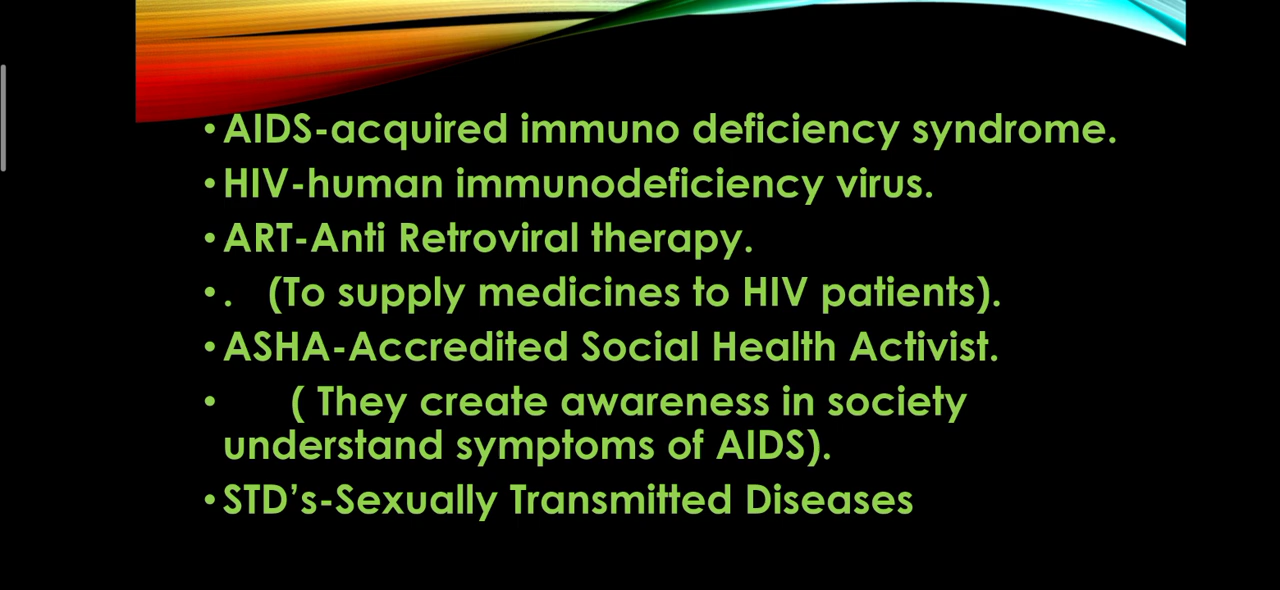 • AIDS-acquired immuno deficiency syndrome.
• HIV-human immunodeficiency virus.
• ART-Anti Retroviral therapy.
• . (To supply medicines to HIV patients).
• ASHA-Accredited Social Health Activist.
• ( They create awareness in society
understand symptoms of AIDS).
• STD’s-Sexually Transmitted Diseases